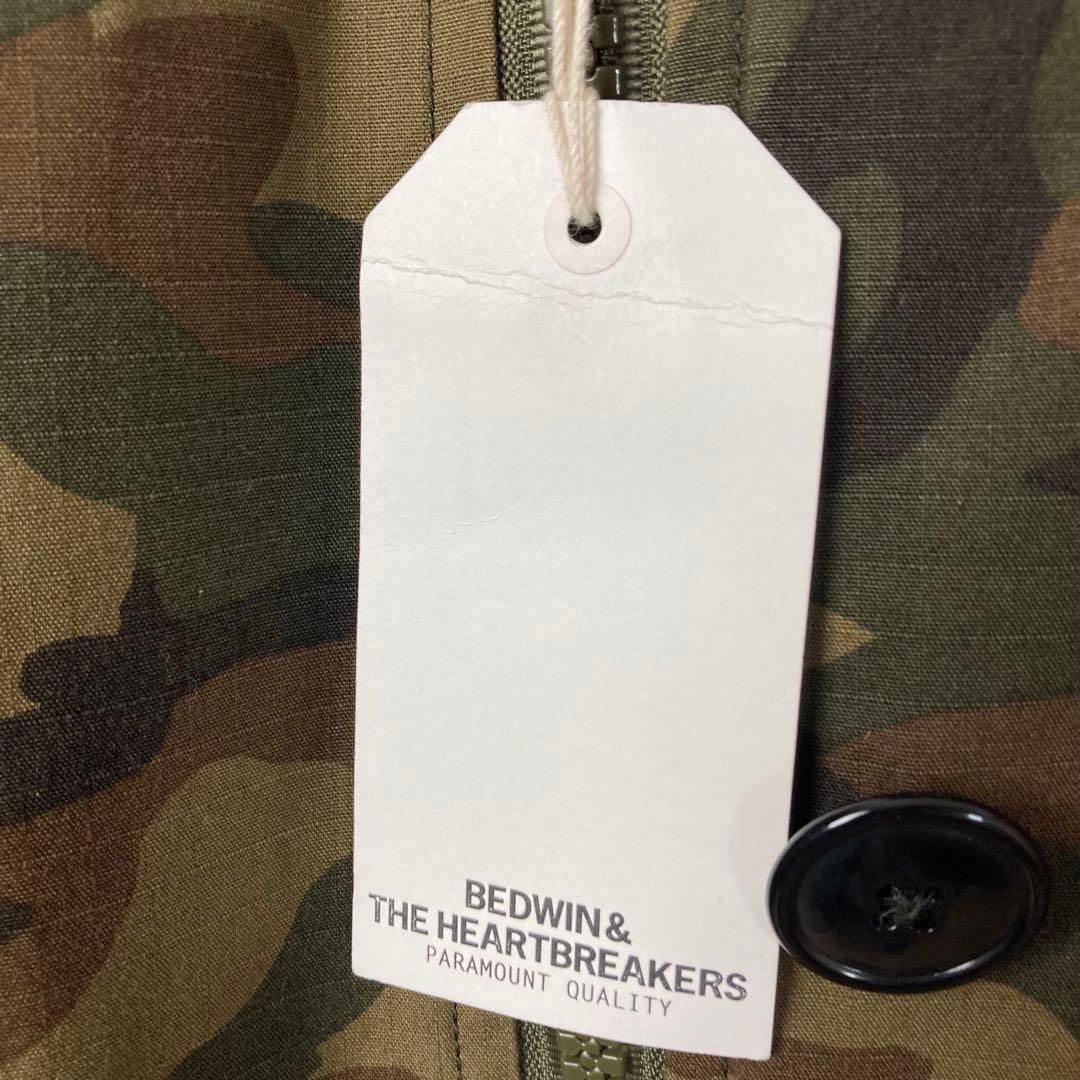 BEDWIN &
THE HEARTBREAKERS
PARAMOUNT QUALITY